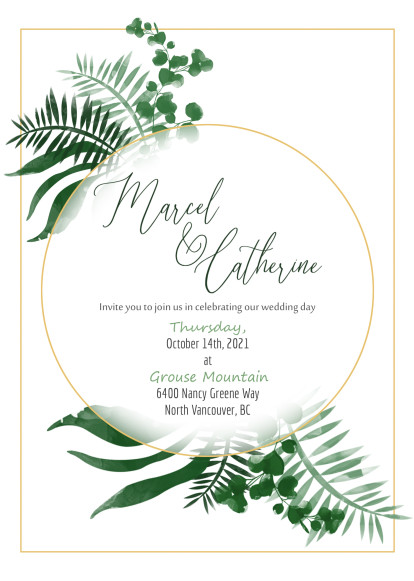 Marcel
& Catherine
Invite you to join us in celebrating our wedding day
Thursday,
October 14th, 2021
at
Grouse Mountain
6400 Nancy Greene Way
North Vancouver, BC